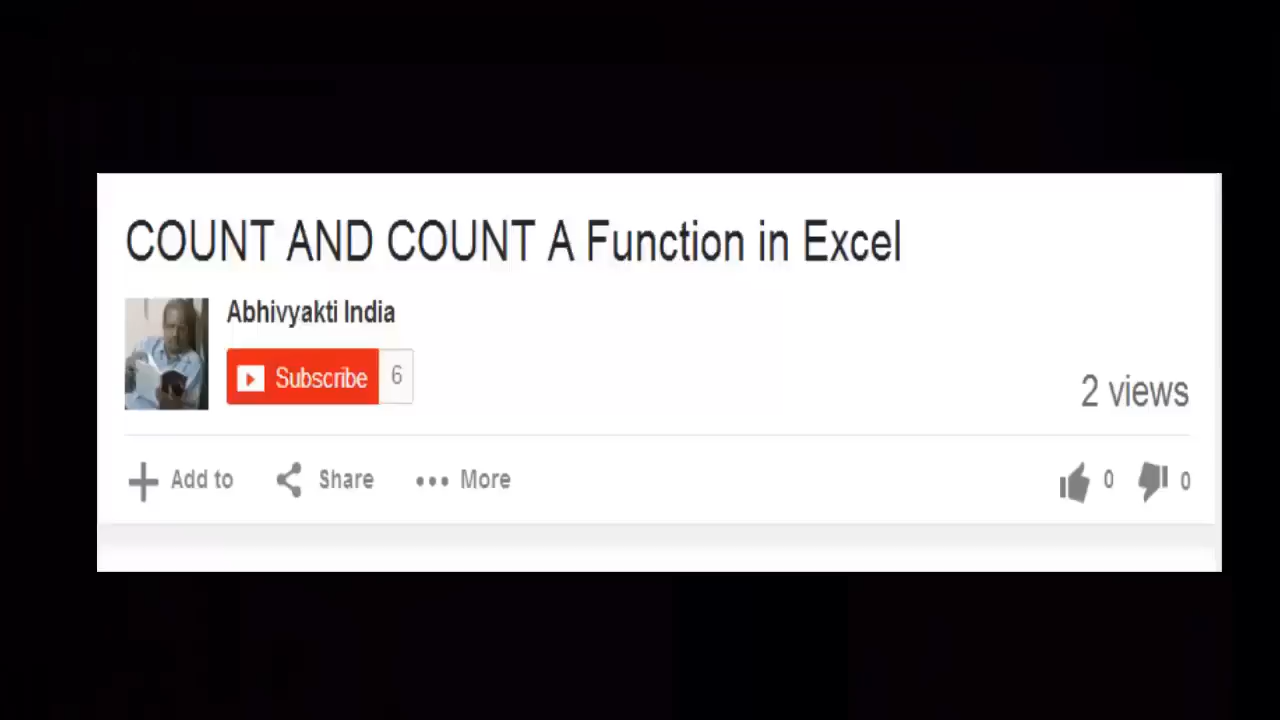 COUNT AND COUNT A Function in Excel
Abhivyakti India
Subscribe 6
2 views
Add to Share More 0 0